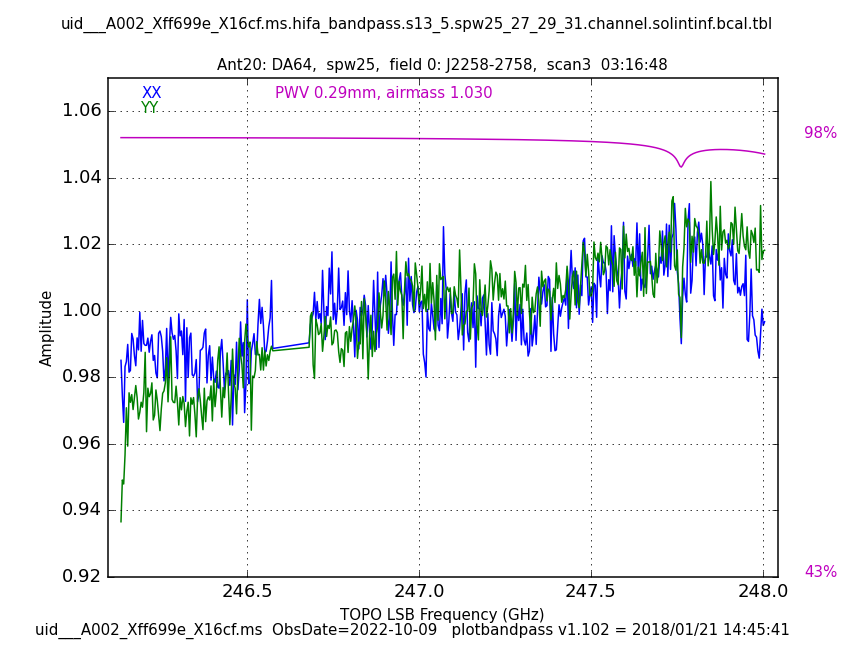 uid___A002_Xff699e_X16cf.ms.hifa_bandpass.s13_5.spw25_27_29_31.channel.solintinf.bcal.tbl
Ant20: DA64, spw25, field 0: J2258-2758, scan3 03:16:48
XX
YY
PWV 0.29mm, airmass 1.030
98%
43%
1.06
1.04
1.02
1.00
0.98
0.96
0.94
0.92
Amplitude
246.5 247.0 247.5 248.0
TOPO LSB Frequency (GHz)
uid___A002_Xff699e_X16cf.ms ObsDate=2022-10-09 plotbandpass v1.102 = 2018/01/21 14:45:41